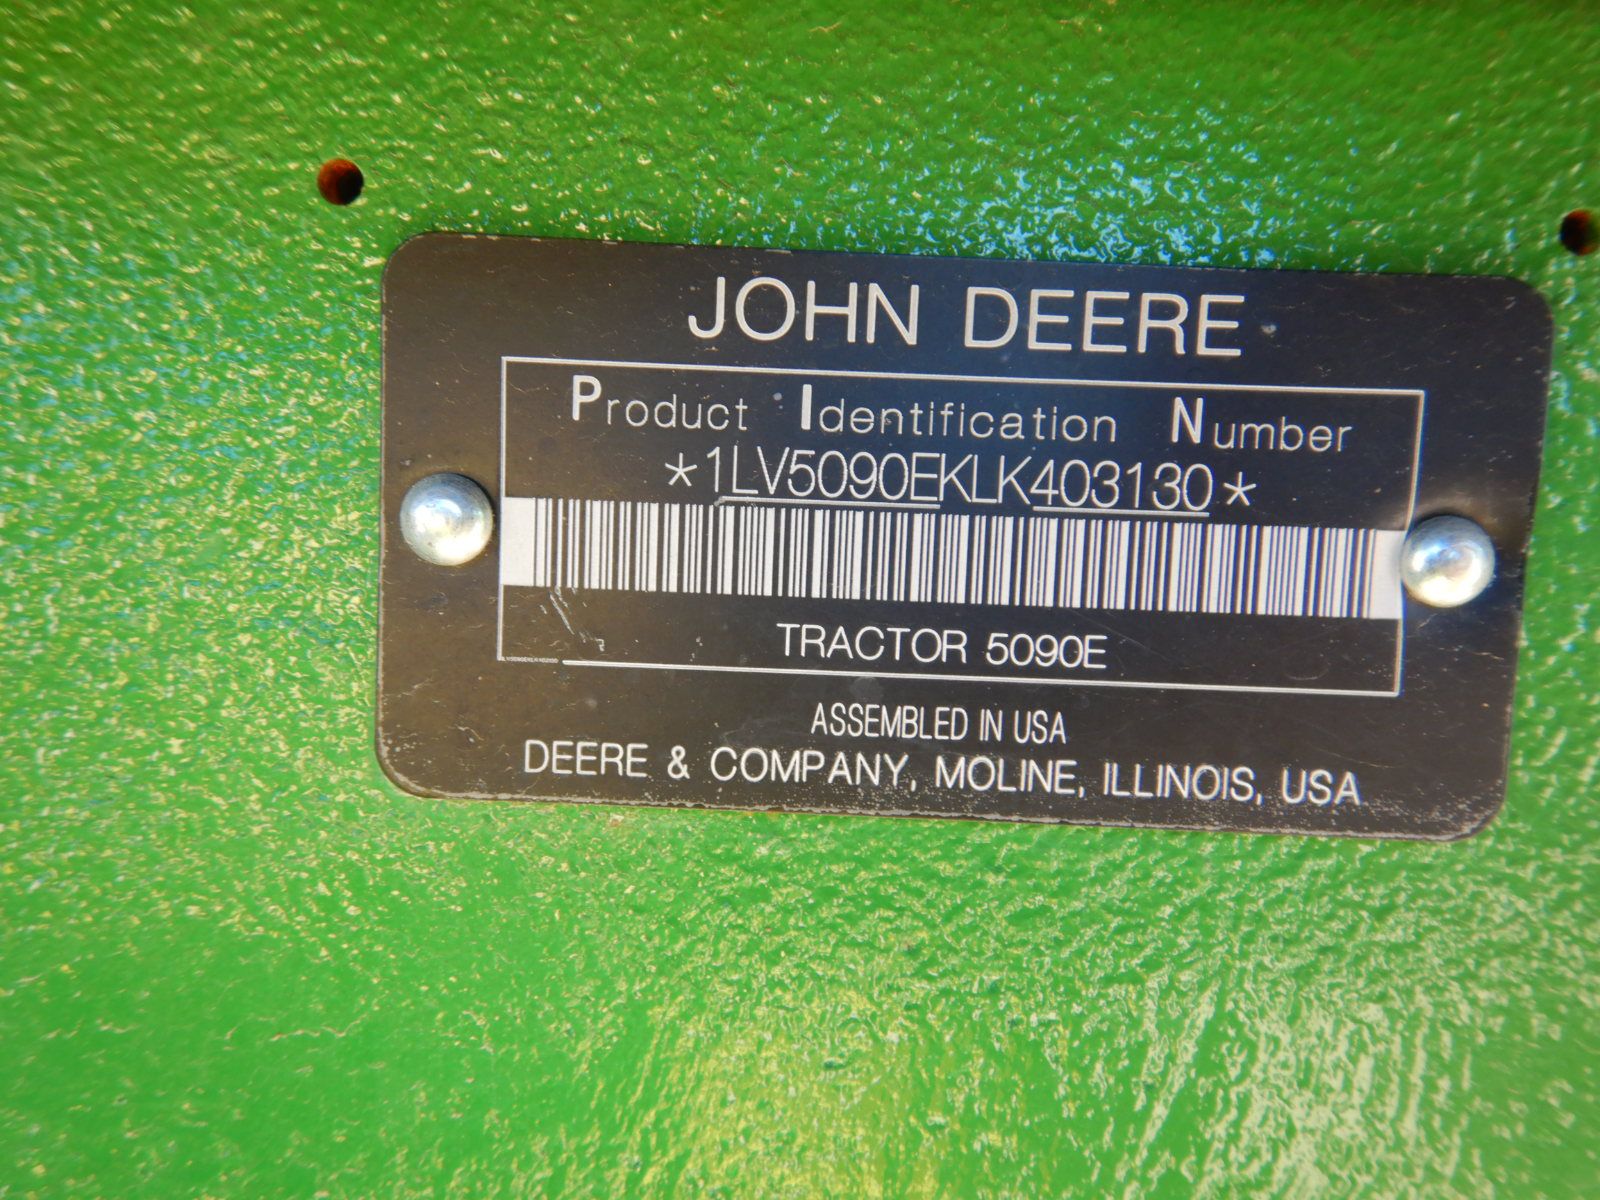 JOHN DEERE
Product Identification Number
*1LV5090EKLK403130*
TRACTOR 5090E
ASSEMBLED IN USA
DEERE & COMPANY, MOLINE, ILLINOIS, USA